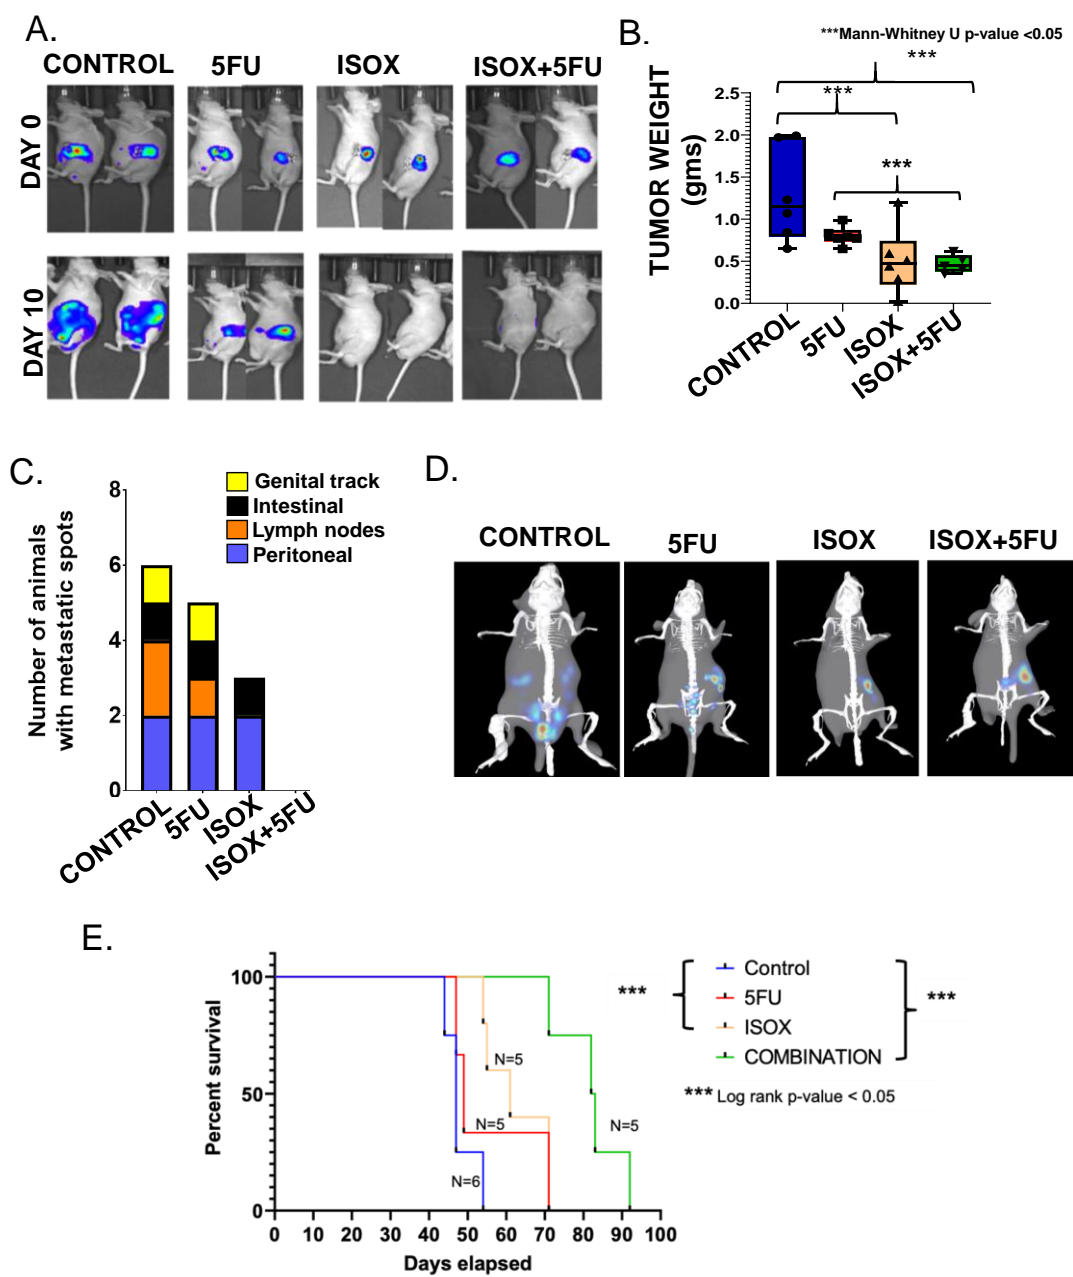 A.
CONTROL 5FU ISOX ISOX+5FU
DAY 0
DAY 10
B.
***Mann-Whitney U p-value <0.05
***
***
***
TUMOR WEIGHT
(gms)
2.5
2.0
1.5
1.0
0.5
0.0
CONTROL 5FU ISOX ISOX+5FU
C.
Number of animals
with metastatic spots
8
6
4
2
0
Genital track
Intestinal
Lymph nodes
Peritoneal
CONTROL 5FU ISOX ISOX+5FU
D.
CONTROL 5FU ISOX ISOX+5FU
E.
Percent survival
100
50
0
N=5
N=5
N=5
N=6
0 10 20 30 40 50 60 70 80 90 100
Days elapsed
***
Control
5FU
ISOX
COMBINATION
***
*** Log rank p-value < 0.05